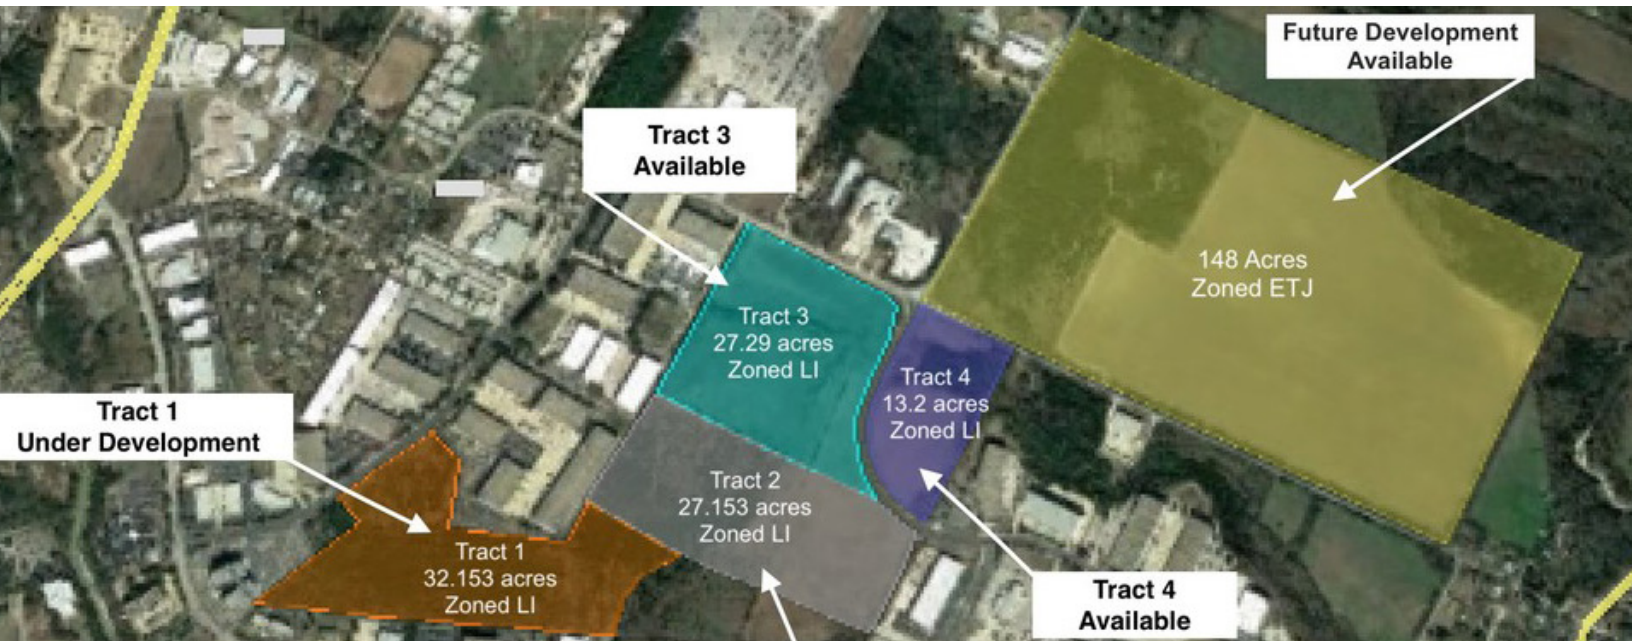 Future Development
Available
Tract 3
Available
148 Acres
Zoned ETJ
Tract 3
27.29 acres
Zoned LI
Tract 4
13.2 acres
Zoned LI
Tract 1
Under Development
Tract 2
27.153 acres
Zoned LI
Tract 1
32.153 acres
Zoned LI
Tract 4
Available